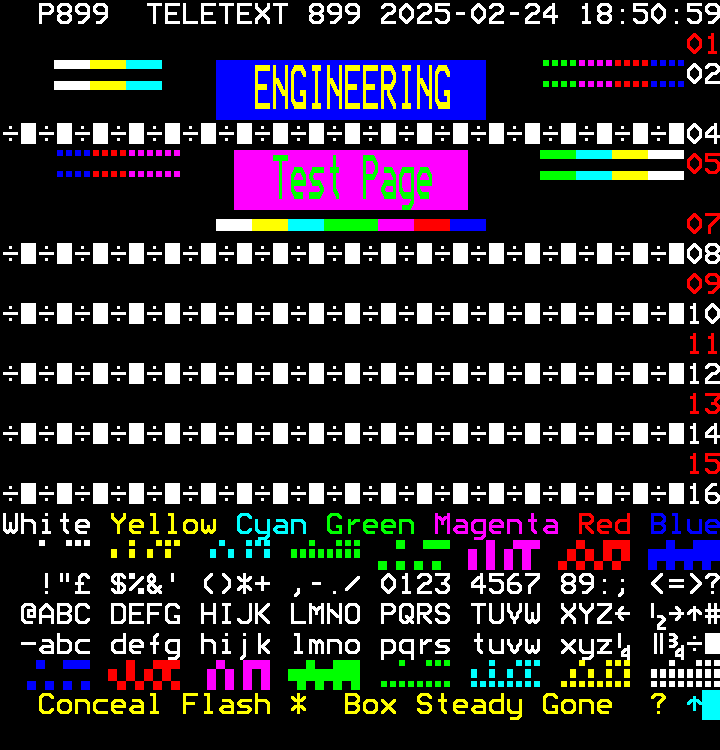 P899 TELETEXT 899 2025-02-24 18:50:59
01
02
ENGINEERING
÷█÷█÷█÷█÷█÷█÷█÷█÷█÷█÷█÷█÷█÷█÷█÷█÷█÷█÷█04
05
Test Page
07
÷█÷█÷█÷█÷█÷█÷█÷█÷█÷█÷█÷█÷█÷█÷█÷█÷█÷█÷█08
09
÷█÷█÷█÷█÷█÷█÷█÷█÷█÷█÷█÷█÷█÷█÷█÷█÷█÷█÷█10
11
÷█÷█÷█÷█÷█÷█÷█÷█÷█÷█÷█÷█÷█÷█÷█÷█÷█÷█÷█12
13
÷█÷█÷█÷█÷█÷█÷█÷█÷█÷█÷█÷█÷█÷█÷█÷█÷█÷█÷█14
15
÷█÷█÷█÷█÷█÷█÷█÷█÷█÷█÷█÷█÷█÷█÷█÷█÷█÷█÷█16
White Yellow Cyan Green Magenta Red Blue
!"£ $%&' ()*+ ,-./ 0123 4567 89:; <=>?
@ABC DEFG HIJK LMNO PQRS TUVW XYZ← ½→↑#
—abc defg hijk lmno pqrs tuvw xyz¼ ‖¾÷█
Conceal Flash * Box Steady Gone ? ↑